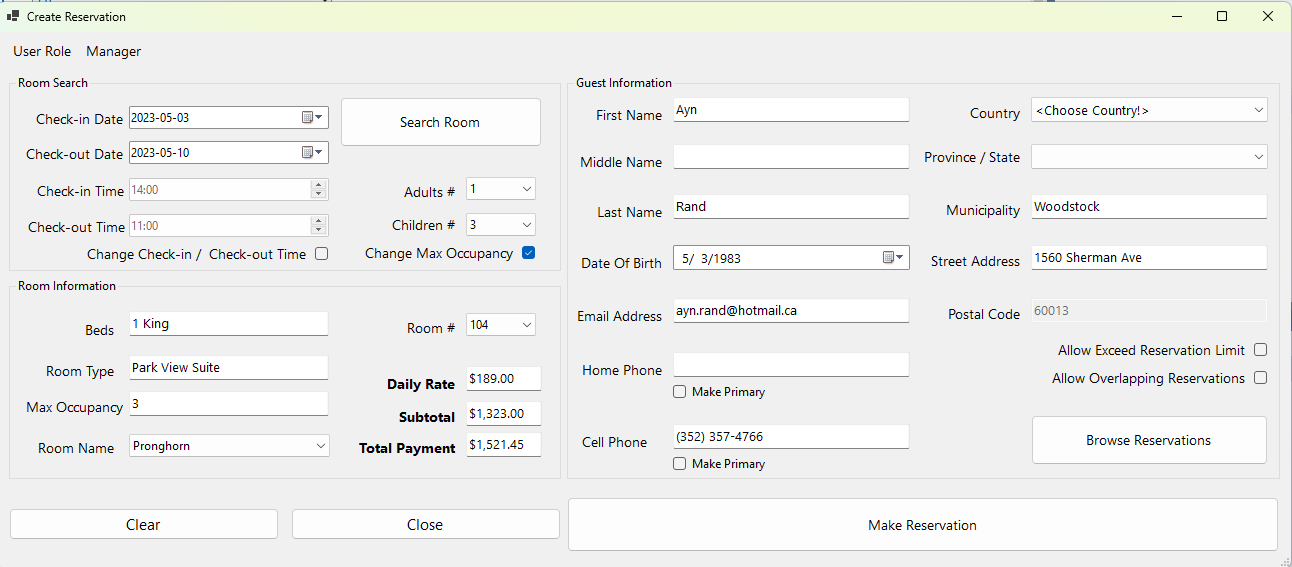 Create Reservation
User Role Manager
Room Search
Check-in Date 2023-05-03
Search Room
Check-out Date 2023-05-10
Check-in Time 14:00
Adults # 1
Check-out Time 11:00
Children # 3
Change Check-in / Check-out Time
Change Max Occupancy
Room Information
Beds 1 King
Room # 104
Room Type Park View Suite
Daily Rate $189.00
Max Occupancy 3
Subtotal $1,323.00
Room Name Pronghorn
Total Payment $1,521.45
Guest Information
First Name Ayn
Country <Choose Country!>
Middle Name
Province / State
Last Name Rand
Municipality Woodstock
Date Of Birth 5/ 3/1983
Street Address 1560 Sherman Ave
Email Address ayn.rand@hotmail.ca
Postal Code 60013
Home Phone
Make Primary
Allow Exceed Reservation Limit
Allow Overlapping Reservations
Cell Phone (352) 357-4766
Make Primary
Browse Reservations
Clear
Close
Make Reservation